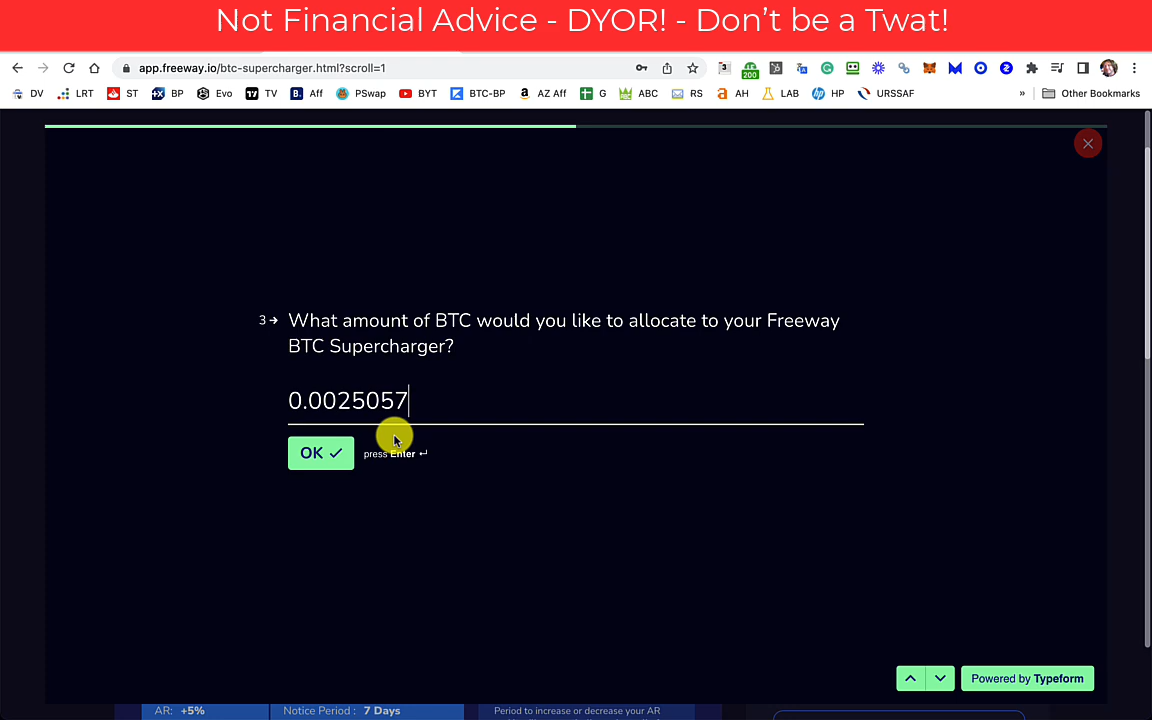 Not Financial Advice - DYOR! - Don't be a Twat!
app.freeway.io/btc-supercharger.html?scroll=1
3
200
DV LRT ST BP Evo TV Aff PSwap BYT BTC-BP AZ Aff G ABC RS AH LAB HP URSSAF » Other Bookmarks
3 What amount of BTC would you like to allocate to your Freeway
BTC Supercharger?
0.0025057
OK press Enter
Powered by Typeform
AR: +5% Notice Period : 7 Days Period to increase or decrease your AR